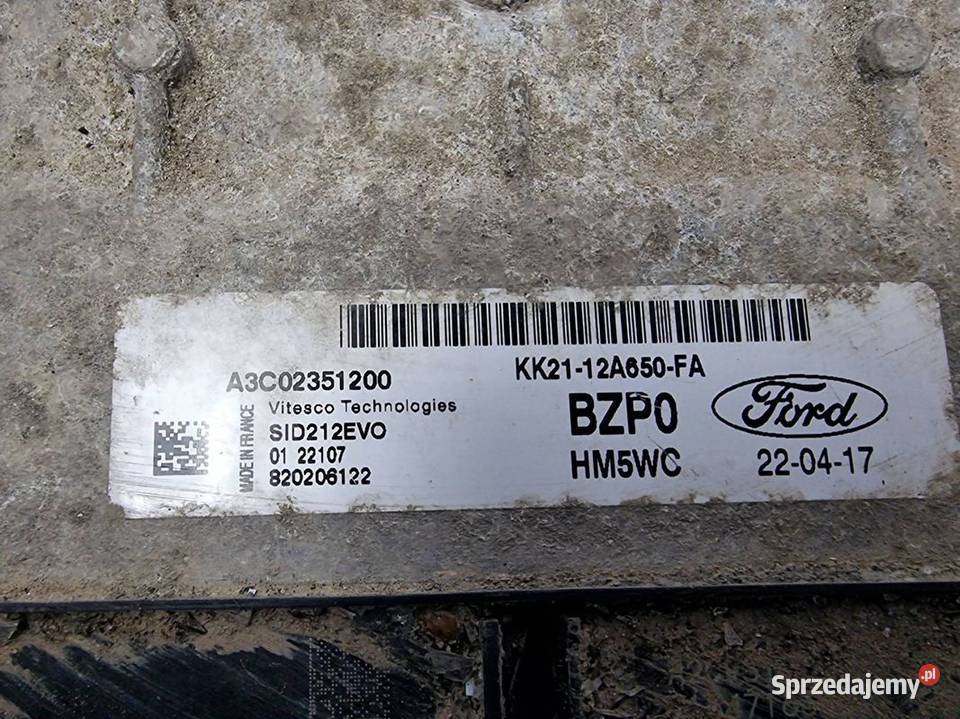 A3C02351200
KK21-12A650-FA
Vitesco Technologies
MADE IN FRANCE
SID212EVO
01 22107
820206122
BZP0
HM5WC
Ford
22-04-17
Sprzedajemy.pl